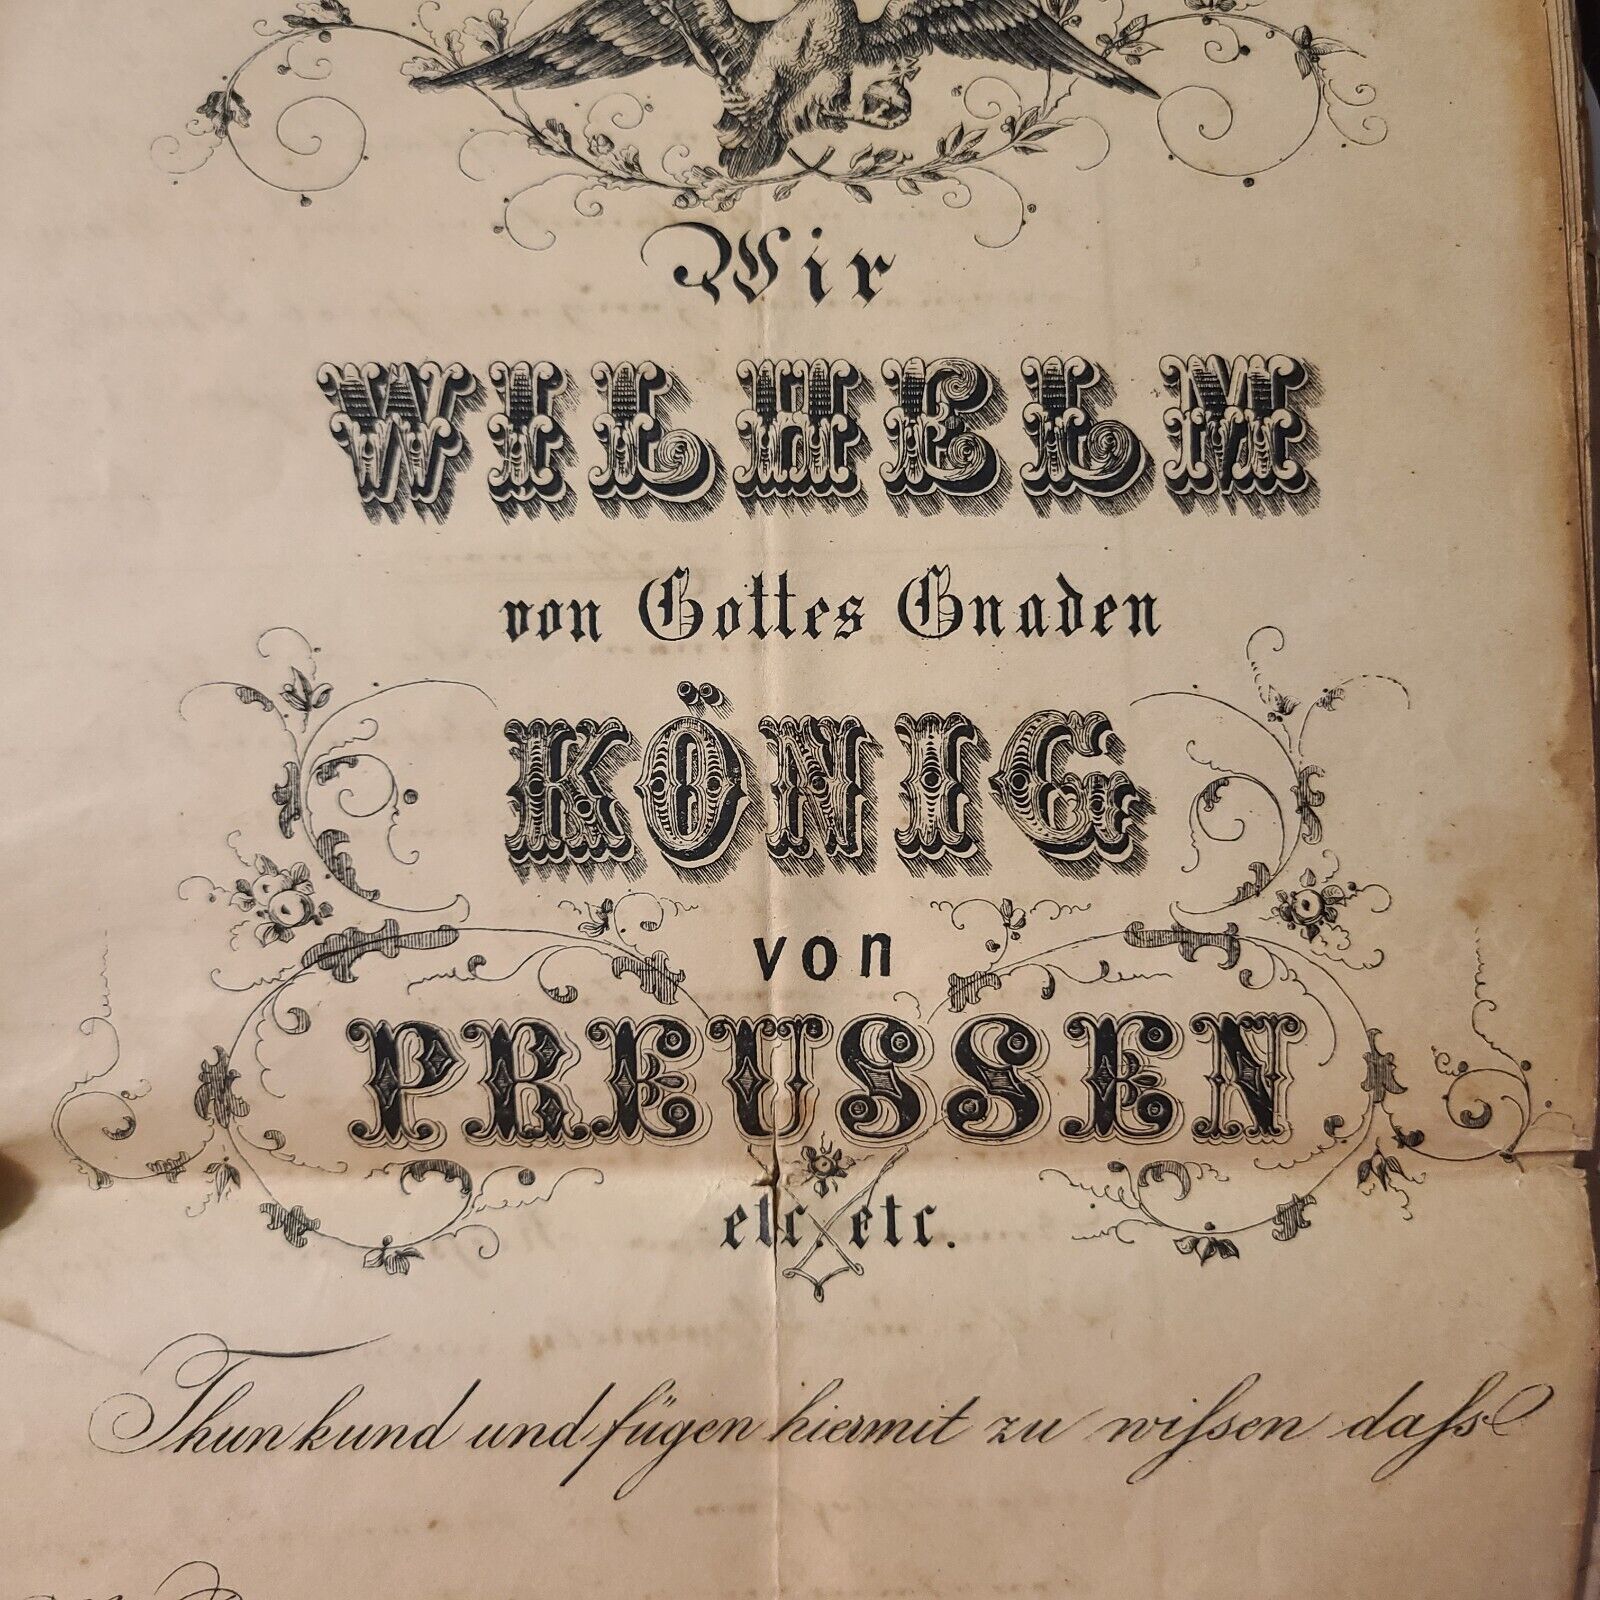 Wir
WILHELM
von Gottes Gnaden
KÖNIG
von
PREUSSEN
etc. etc.
Thun kund und fügen hiermit zu wiſsen daſs